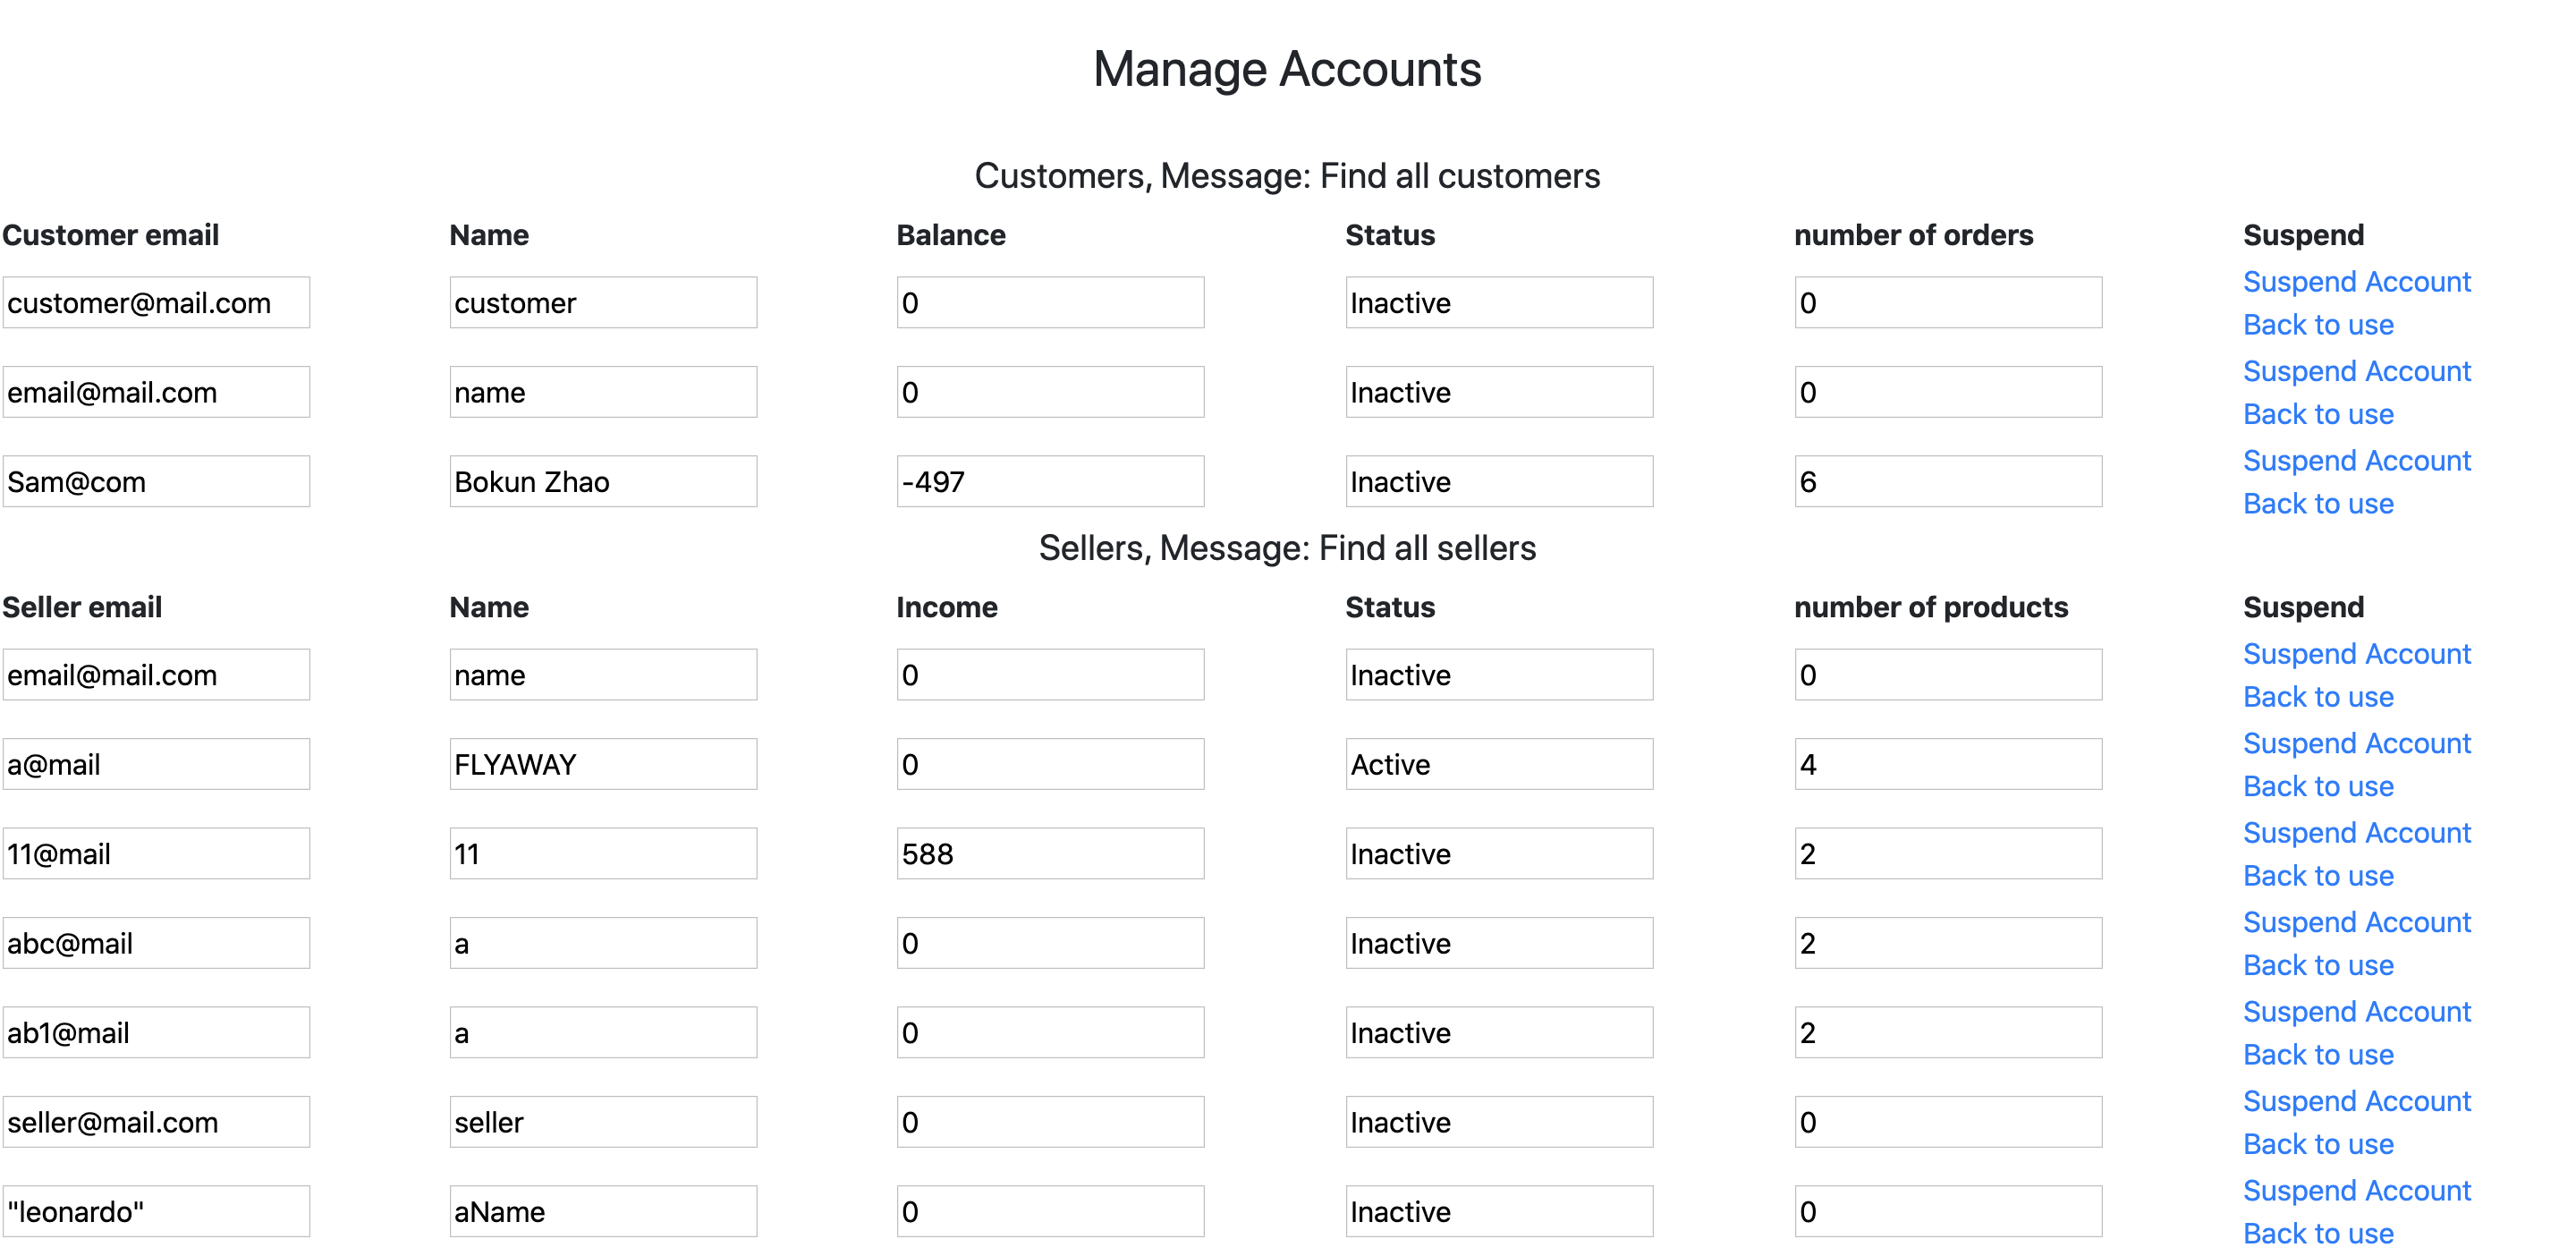 Manage Accounts
Customers, Message: Find all customers
Customer email Name Balance Status number of orders Suspend
customer@mail.com customer 0 Inactive 0 Suspend Account
Back to use
email@mail.com name 0 Inactive 0 Suspend Account
Back to use
Sam@com Bokun Zhao -497 Inactive 6 Suspend Account
Back to use
Sellers, Message: Find all sellers
Seller email Name Income Status number of products Suspend
email@mail.com name 0 Inactive 0 Suspend Account
Back to use
a@mail FLYAWAY 0 Active 4 Suspend Account
Back to use
11@mail 11 588 Inactive 2 Suspend Account
Back to use
abc@mail a 0 Inactive 2 Suspend Account
Back to use
ab1@mail a 0 Inactive 2 Suspend Account
Back to use
seller@mail.com seller 0 Inactive 0 Suspend Account
Back to use
"leonardo" aName 0 Inactive 0 Suspend Account
Back to use